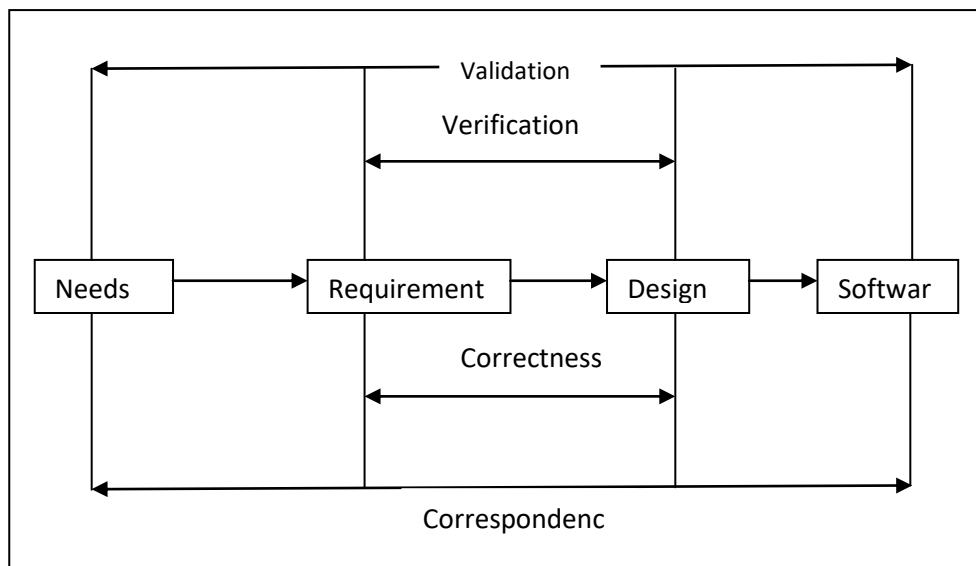 Validation
Verification
Needs
Requirement
Design
Softwar
Correctness
Correspondenc